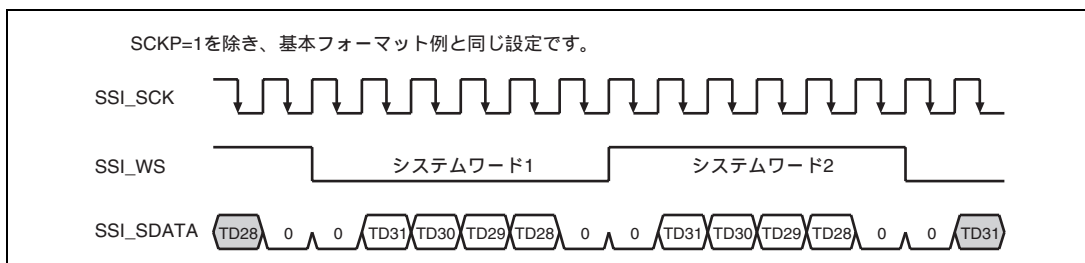 SCKP=1を除き、基本フォーマット例と同じ設定です。
SSI_SCK
SSI_WS システムワード1 システムワード2
SSI_SDATA TD28 0 0 TD31 TD30 TD29 TD28 0 0 TD31 TD30 TD29 TD28 0 0 TD31